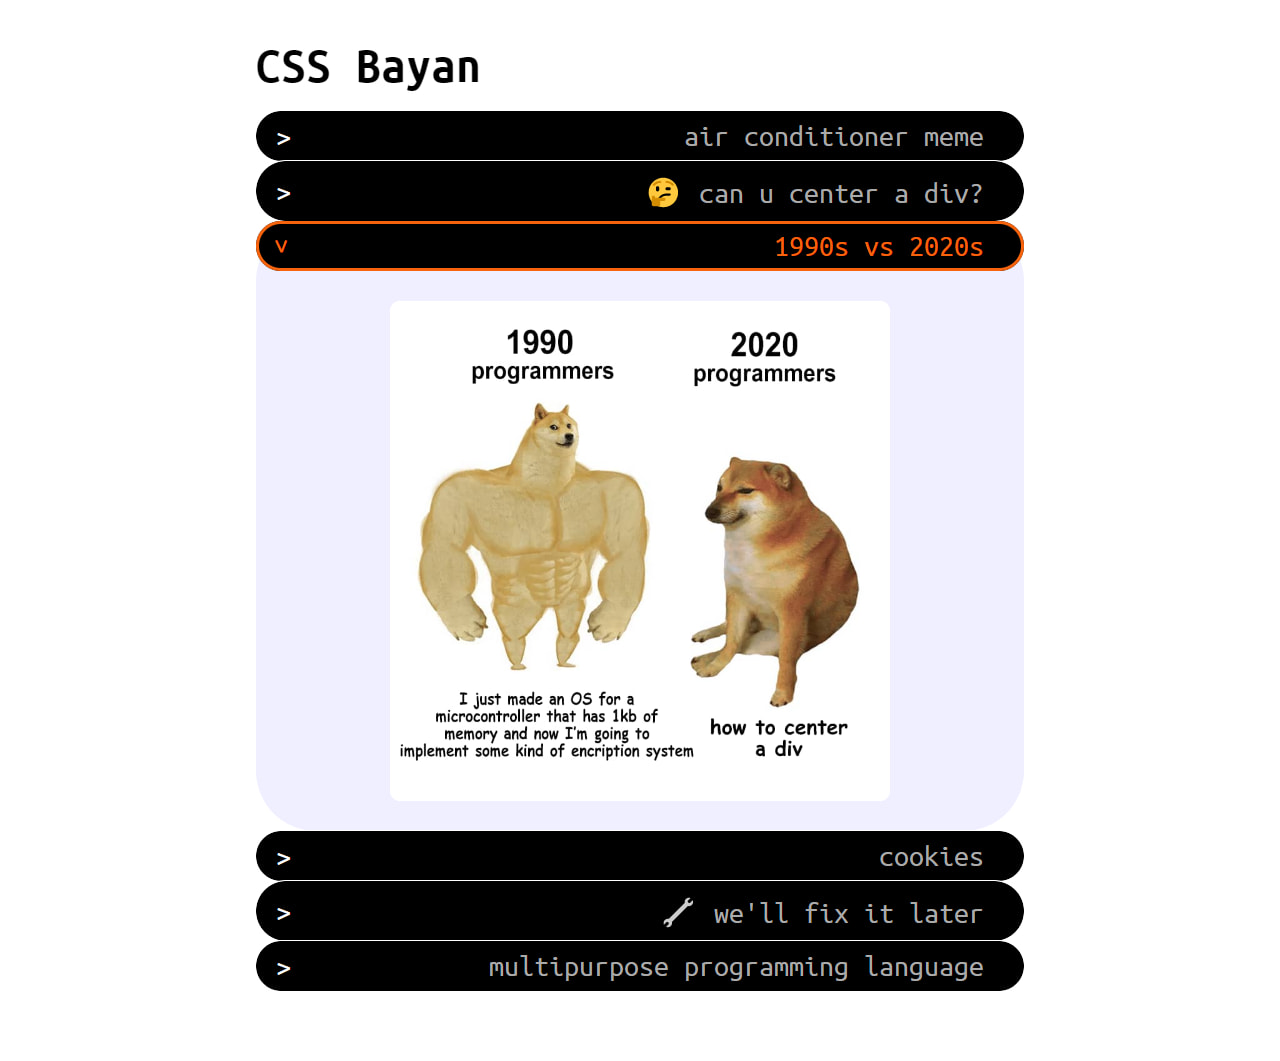 CSS Bayan
> air conditioner meme
> 🤔 can u center a div?
> 1990s vs 2020s
1990 2020
programmers programmers
I just made an OS for a
microcontroller that has 1kb of
memory and now I'm going to
implement some kind of encription system
how to center
a div
> cookies
> 🔧 we'll fix it later
> multipurpose programming language